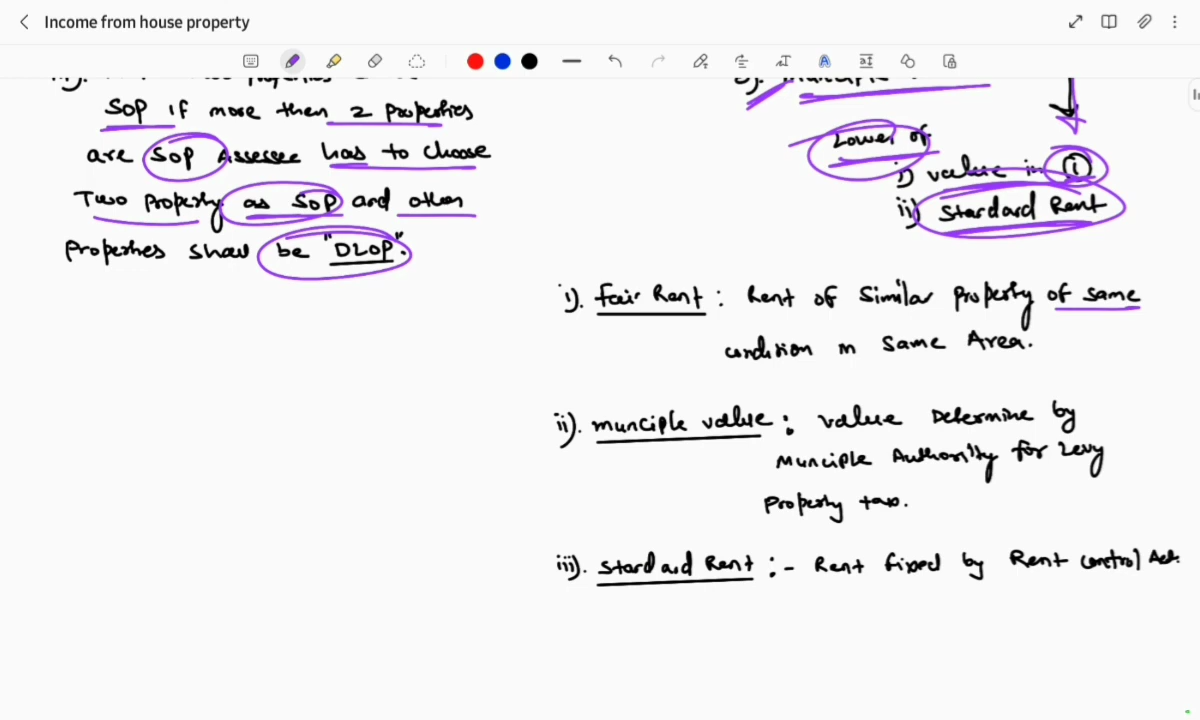 Income from house property
SOP if more then 2 Properties
are SOP Assessee has to choose
Two Property as SOP and other
Properties shall be "DLOP".
Lower of
i) value in ①
ii) Standard Rent
i). Fair Rent : Rent of Similar Property of same
condition in Same Area.
ii). munciple value : value Determine by
Munciple Authority for Levy
Property tax.
iii). Standard Rent :- Rent fixed by Rent control Act.